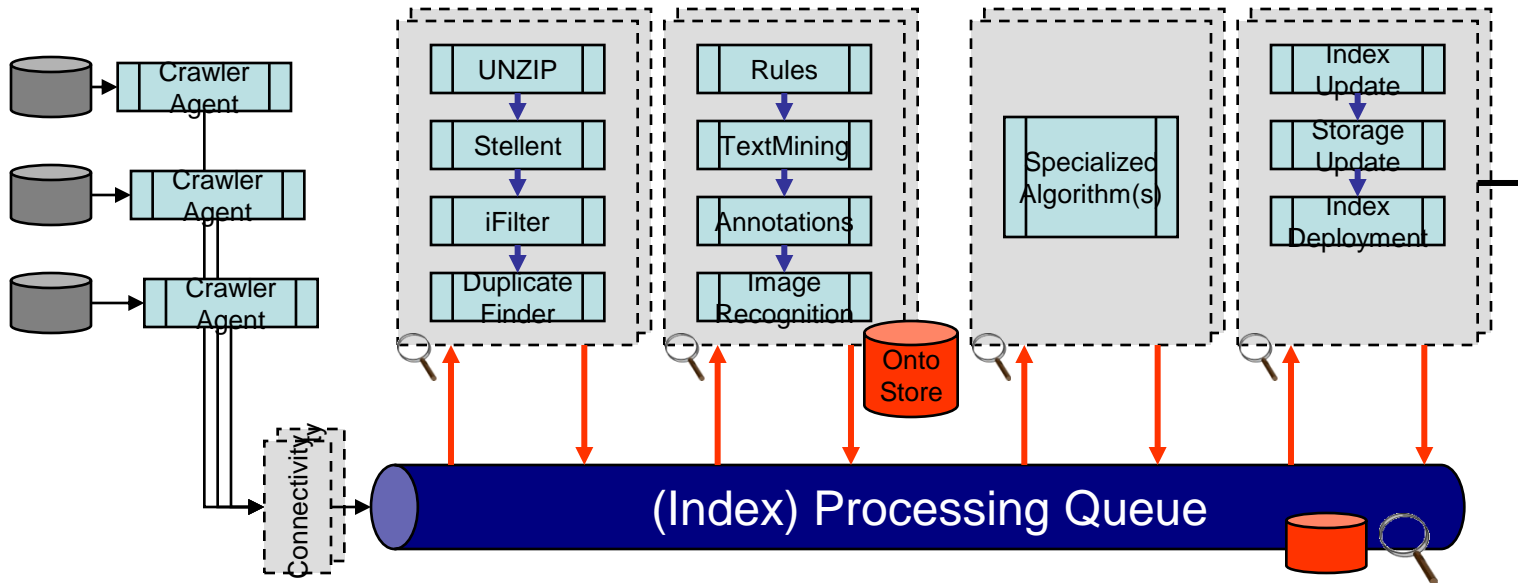 Crawler
Agent
Crawler
Agent
Crawler
Agent
UNZIP
Stellent
iFilter
Duplicate
Finder
Rules
TextMining
Annotations
Image
Recognition
Onto
Store
Specialized
Algorithm(s)
Index
Update
Storage
Update
Index
Deployment
Connectivity
(Index) Processing Queue